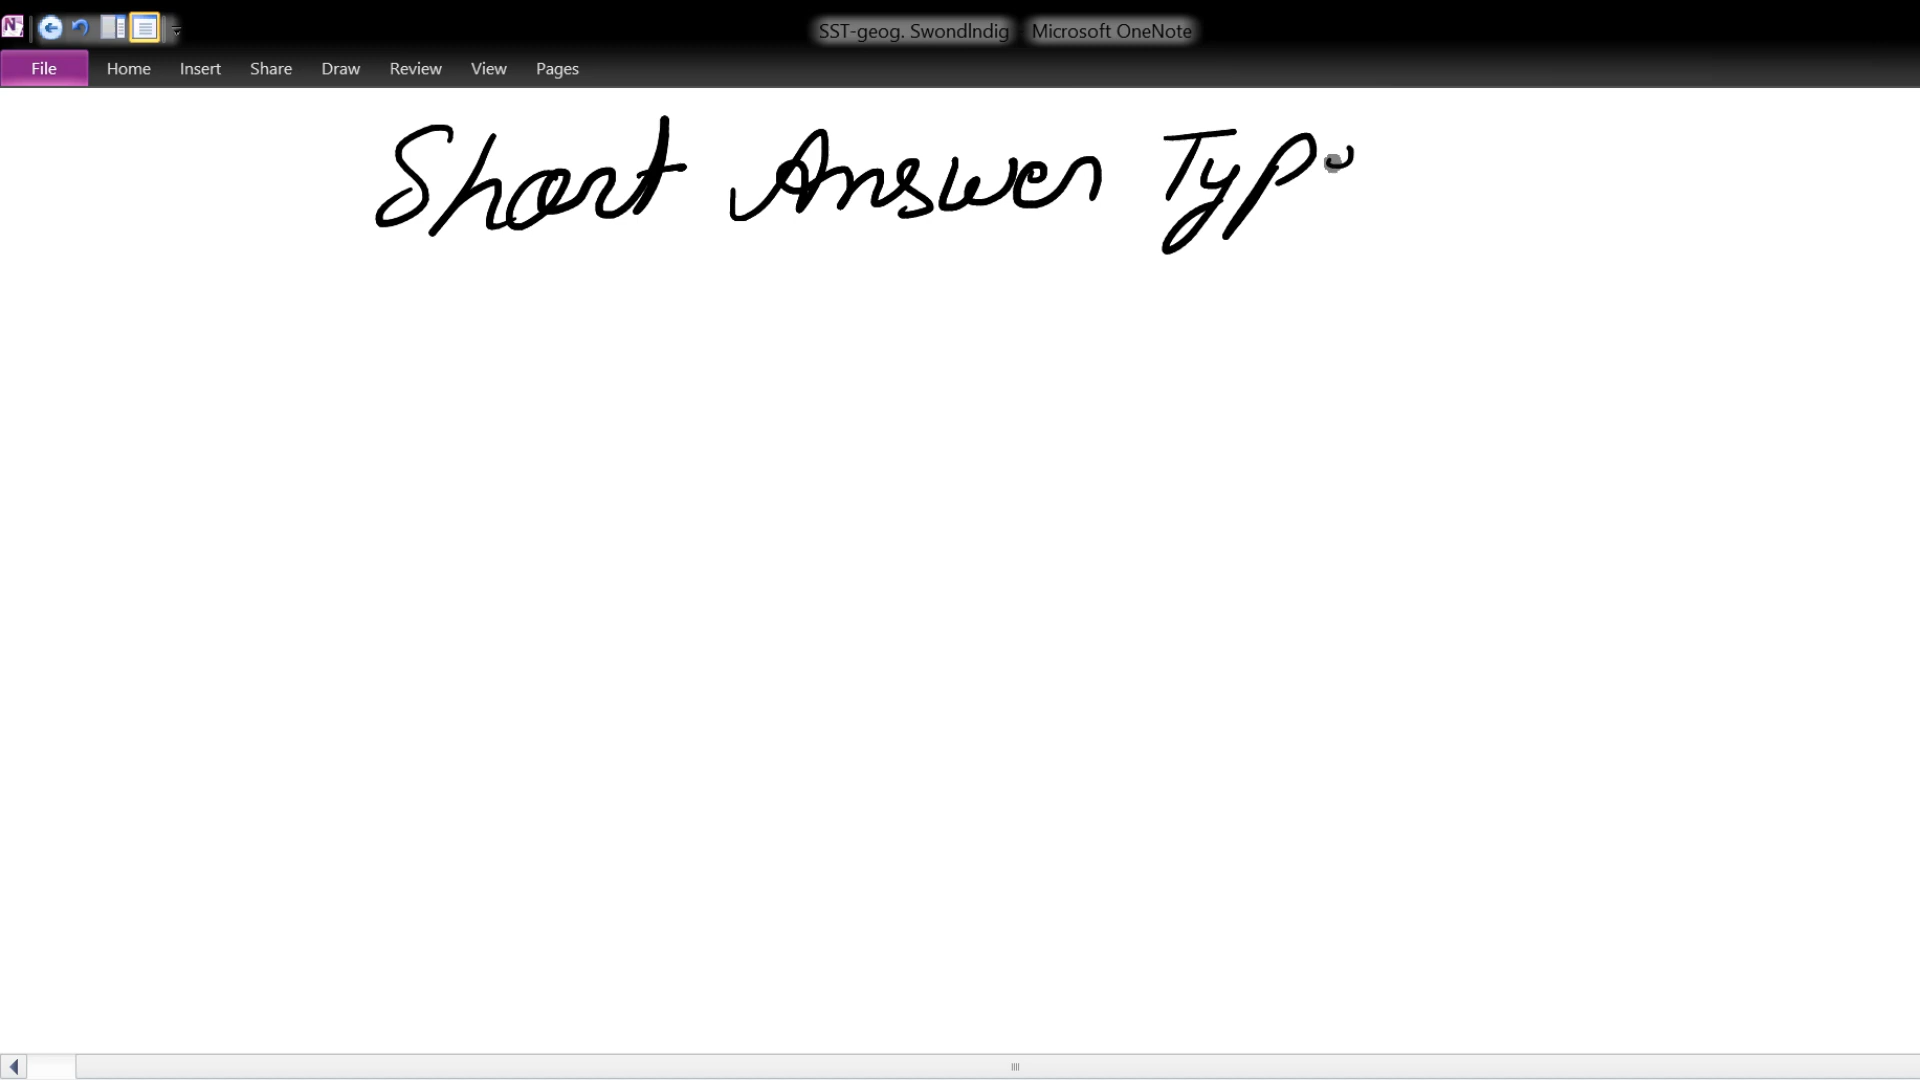 SST-geog. SwondIndig - Microsoft OneNote
File Home Insert Share Draw Review View Pages
Short Answer Typ